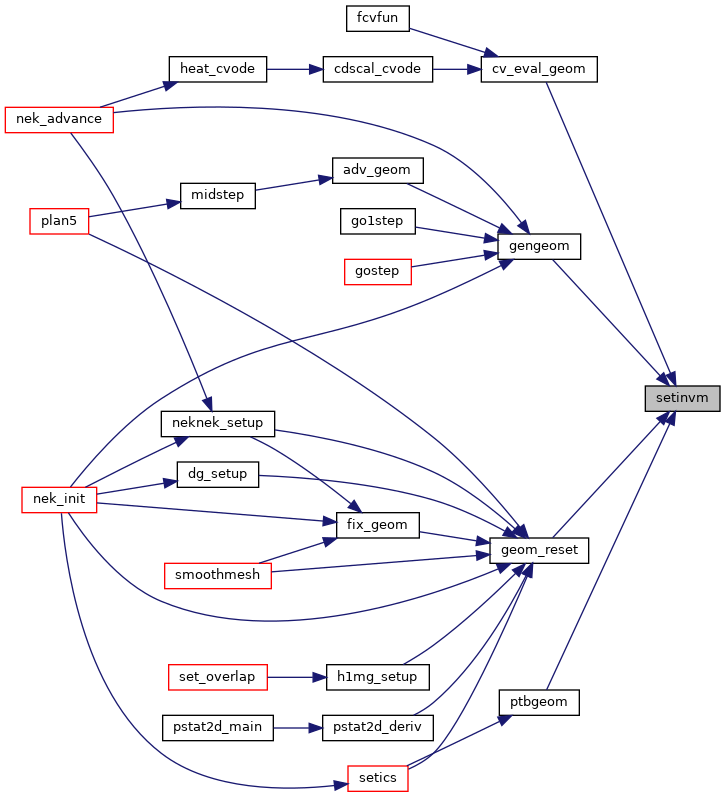 fcvfun
heat_cvode
cdscal_cvode
cv_eval_geom
nek_advance
adv_geom
midstep
plan5
go1step
gengeom
gostep
setinvm
neknek_setup
dg_setup
nek_init
fix_geom
geom_reset
smoothmesh
set_overlap
h1mg_setup
ptbgeom
pstat2d_main
pstat2d_deriv
setics